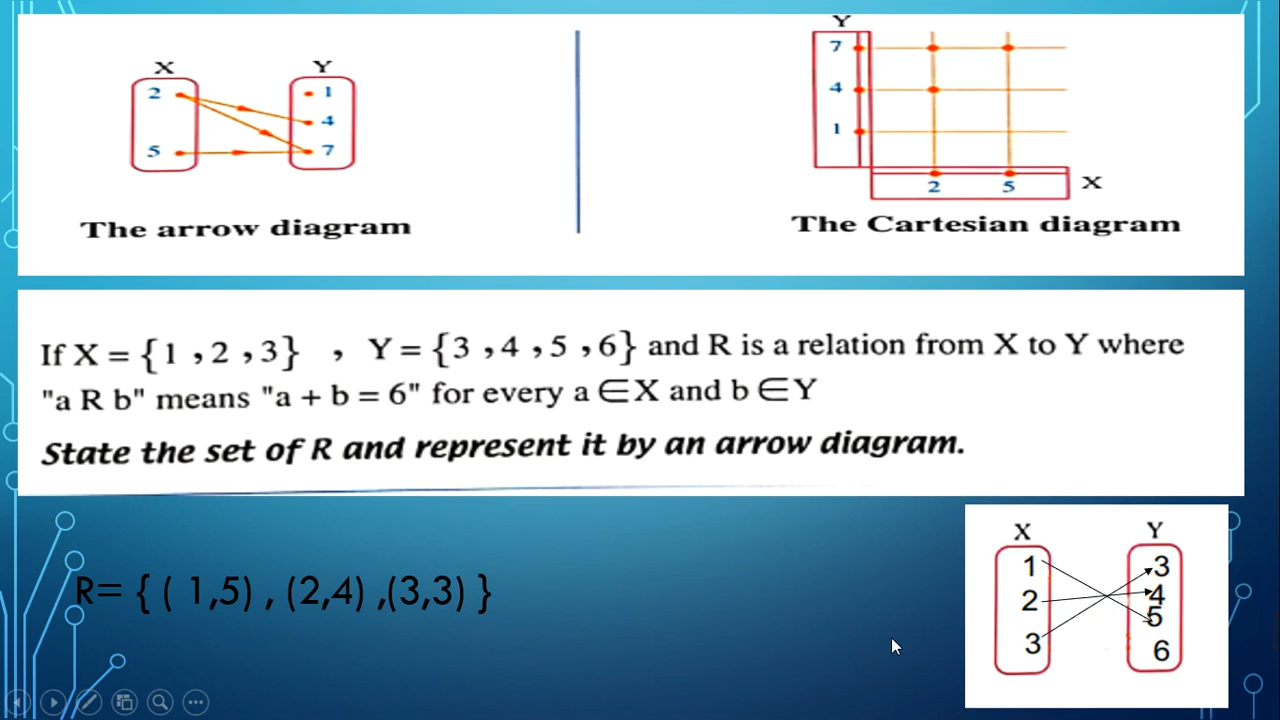 X Y
2 1
4
5 7
The arrow diagram
Y
7
4
1
2 5 X
The Cartesian diagram
If X = {1 , 2 , 3} , Y = {3 , 4 , 5 , 6} and R is a relation from X to Y where
"a R b" means "a + b = 6" for every a ∈ X and b ∈ Y
State the set of R and represent it by an arrow diagram.
R= { ( 1,5) , (2,4) ,(3,3) }
X Y
1 3
2 4
5
3 6